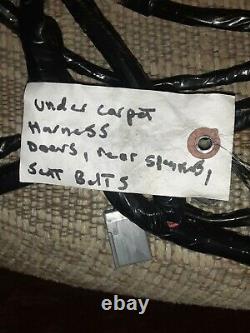 under carpet
Harness
Doors, rear speakers,
Seat Belts